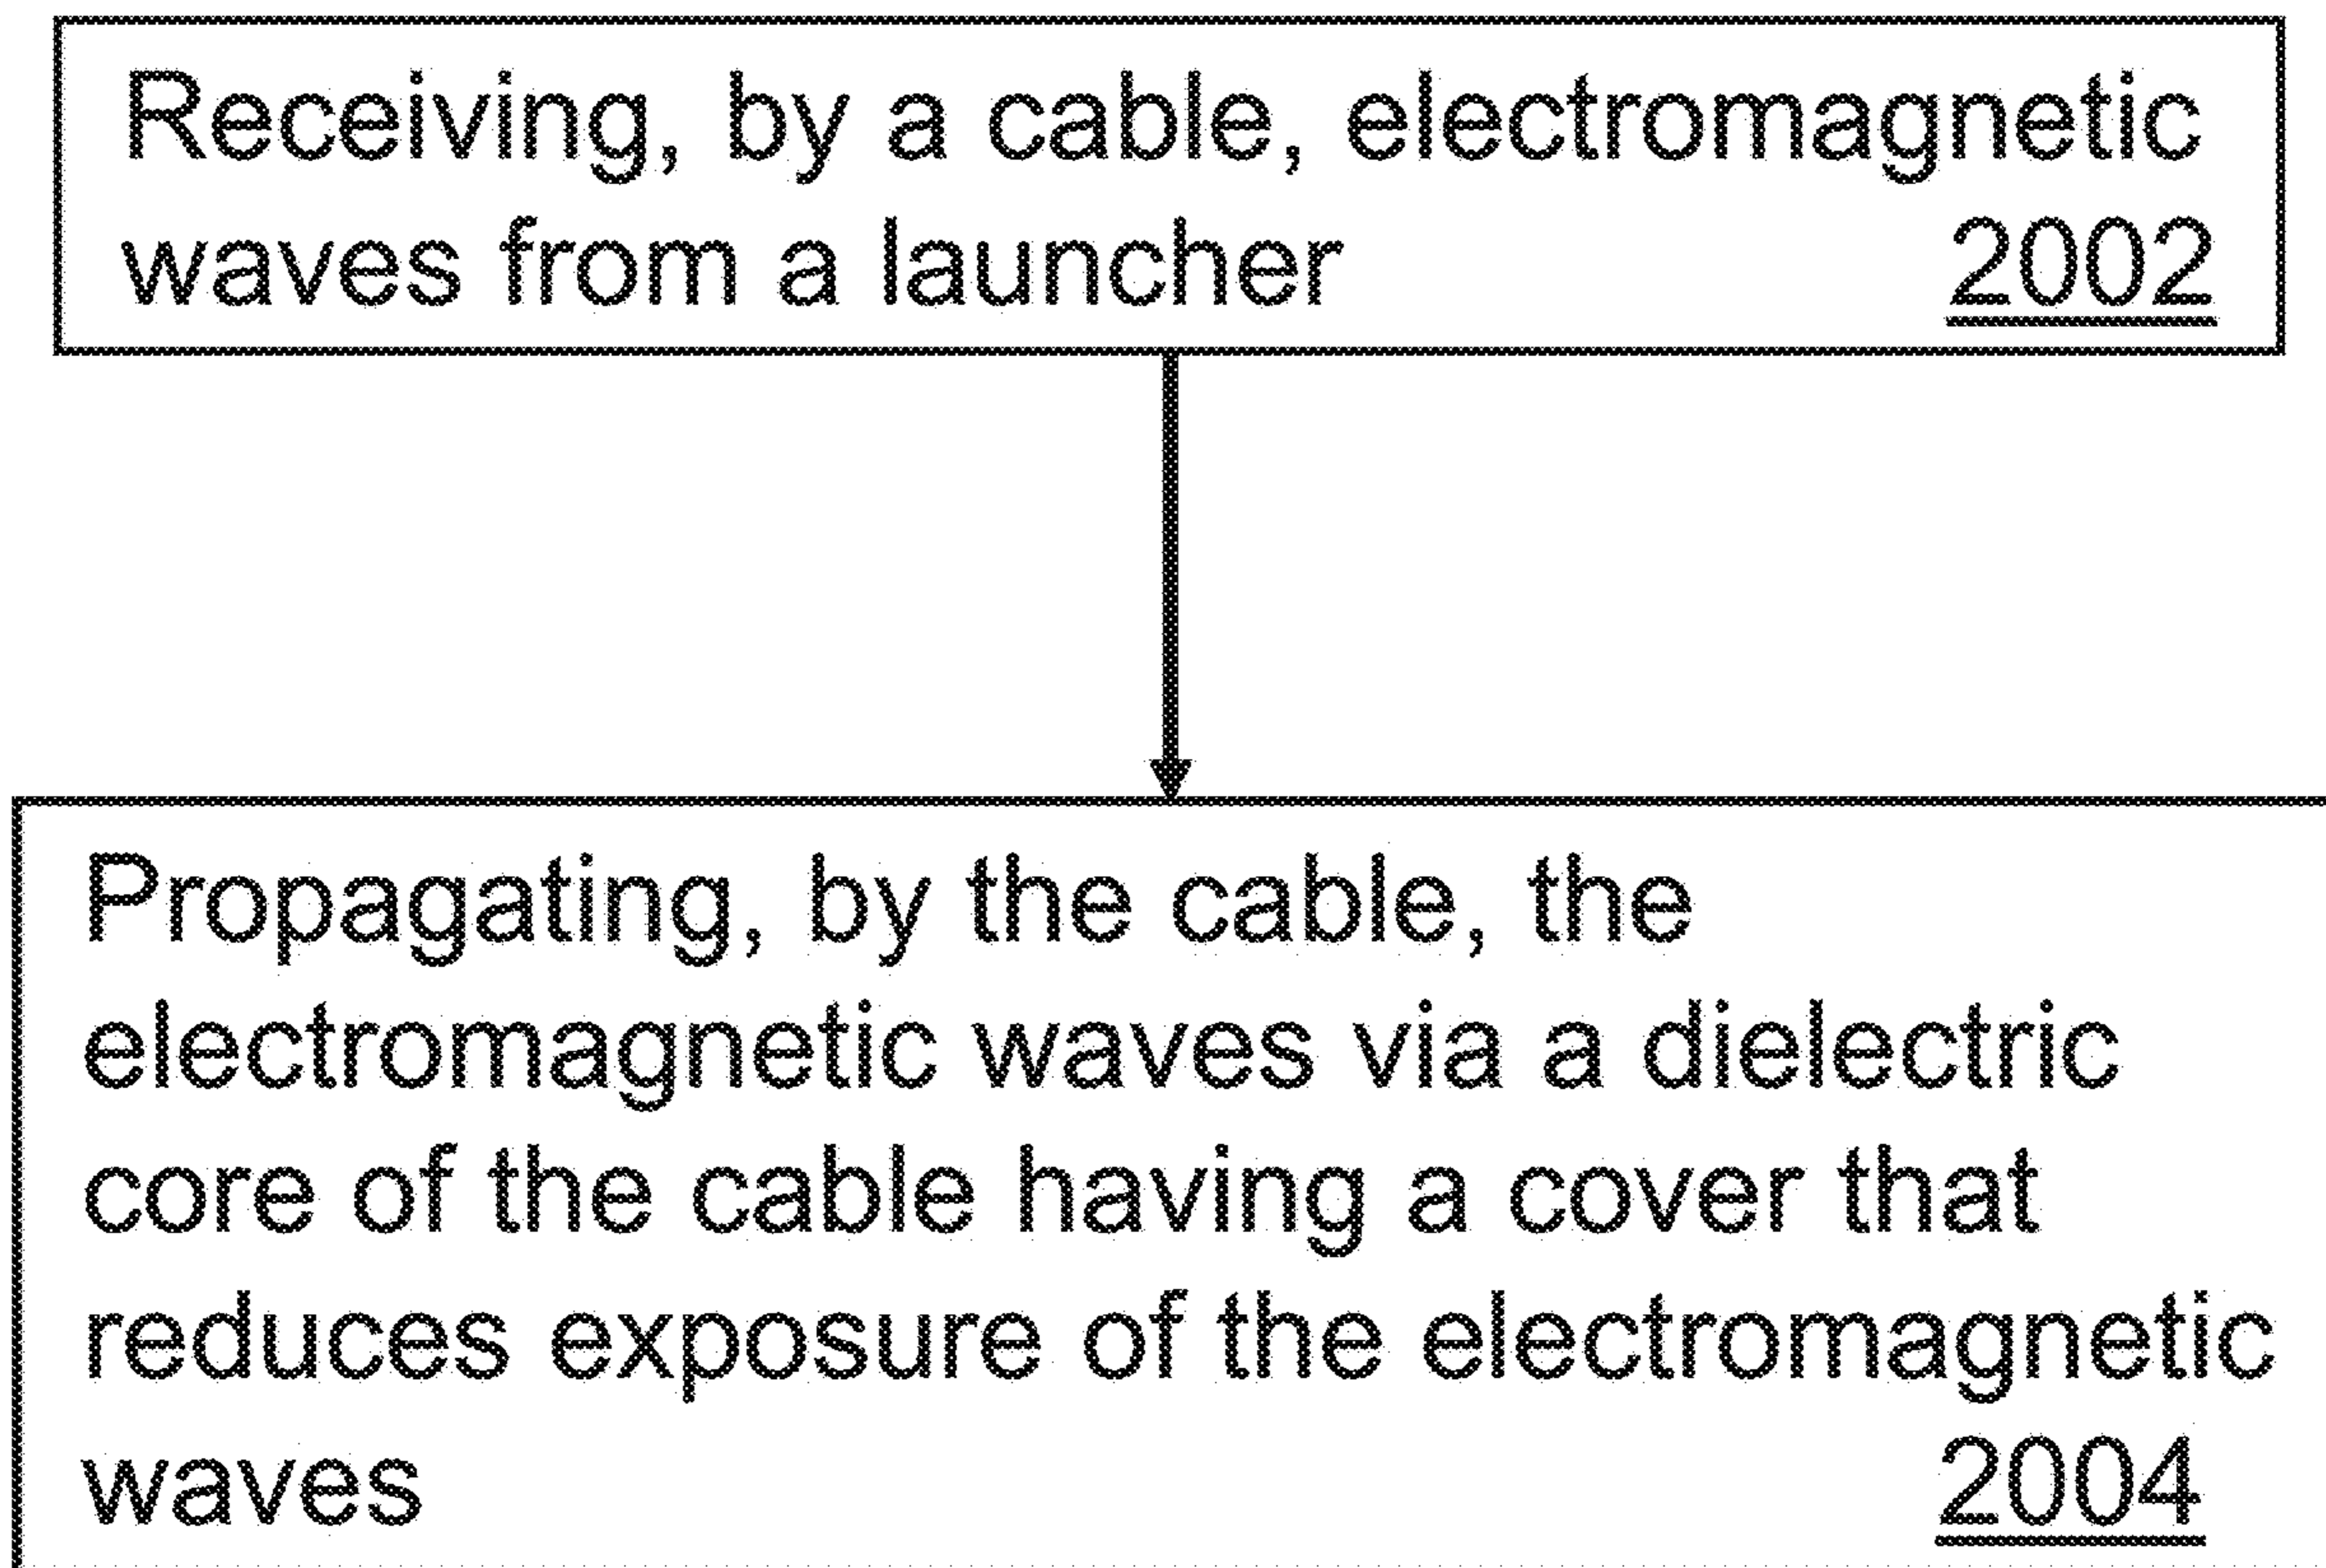 Receiving, by a cable, electromagnetic
waves from a launcher 2002
Propagating, by the cable, the
electromagnetic waves via a dielectric
core of the cable having a cover that
reduces exposure of the electromagnetic
waves 2004